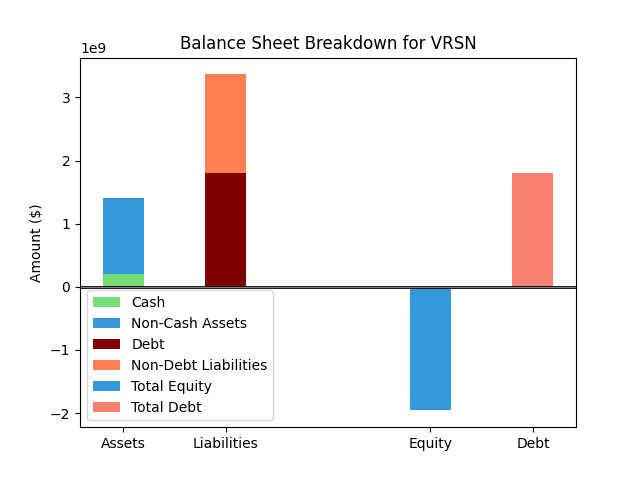 Balance Sheet Breakdown for VRSN
1e9
3
2
1
0
−1
−2
Amount ($)
Cash
Non-Cash Assets
Debt
Non-Debt Liabilities
Total Equity
Total Debt
Assets Liabilities Equity Debt